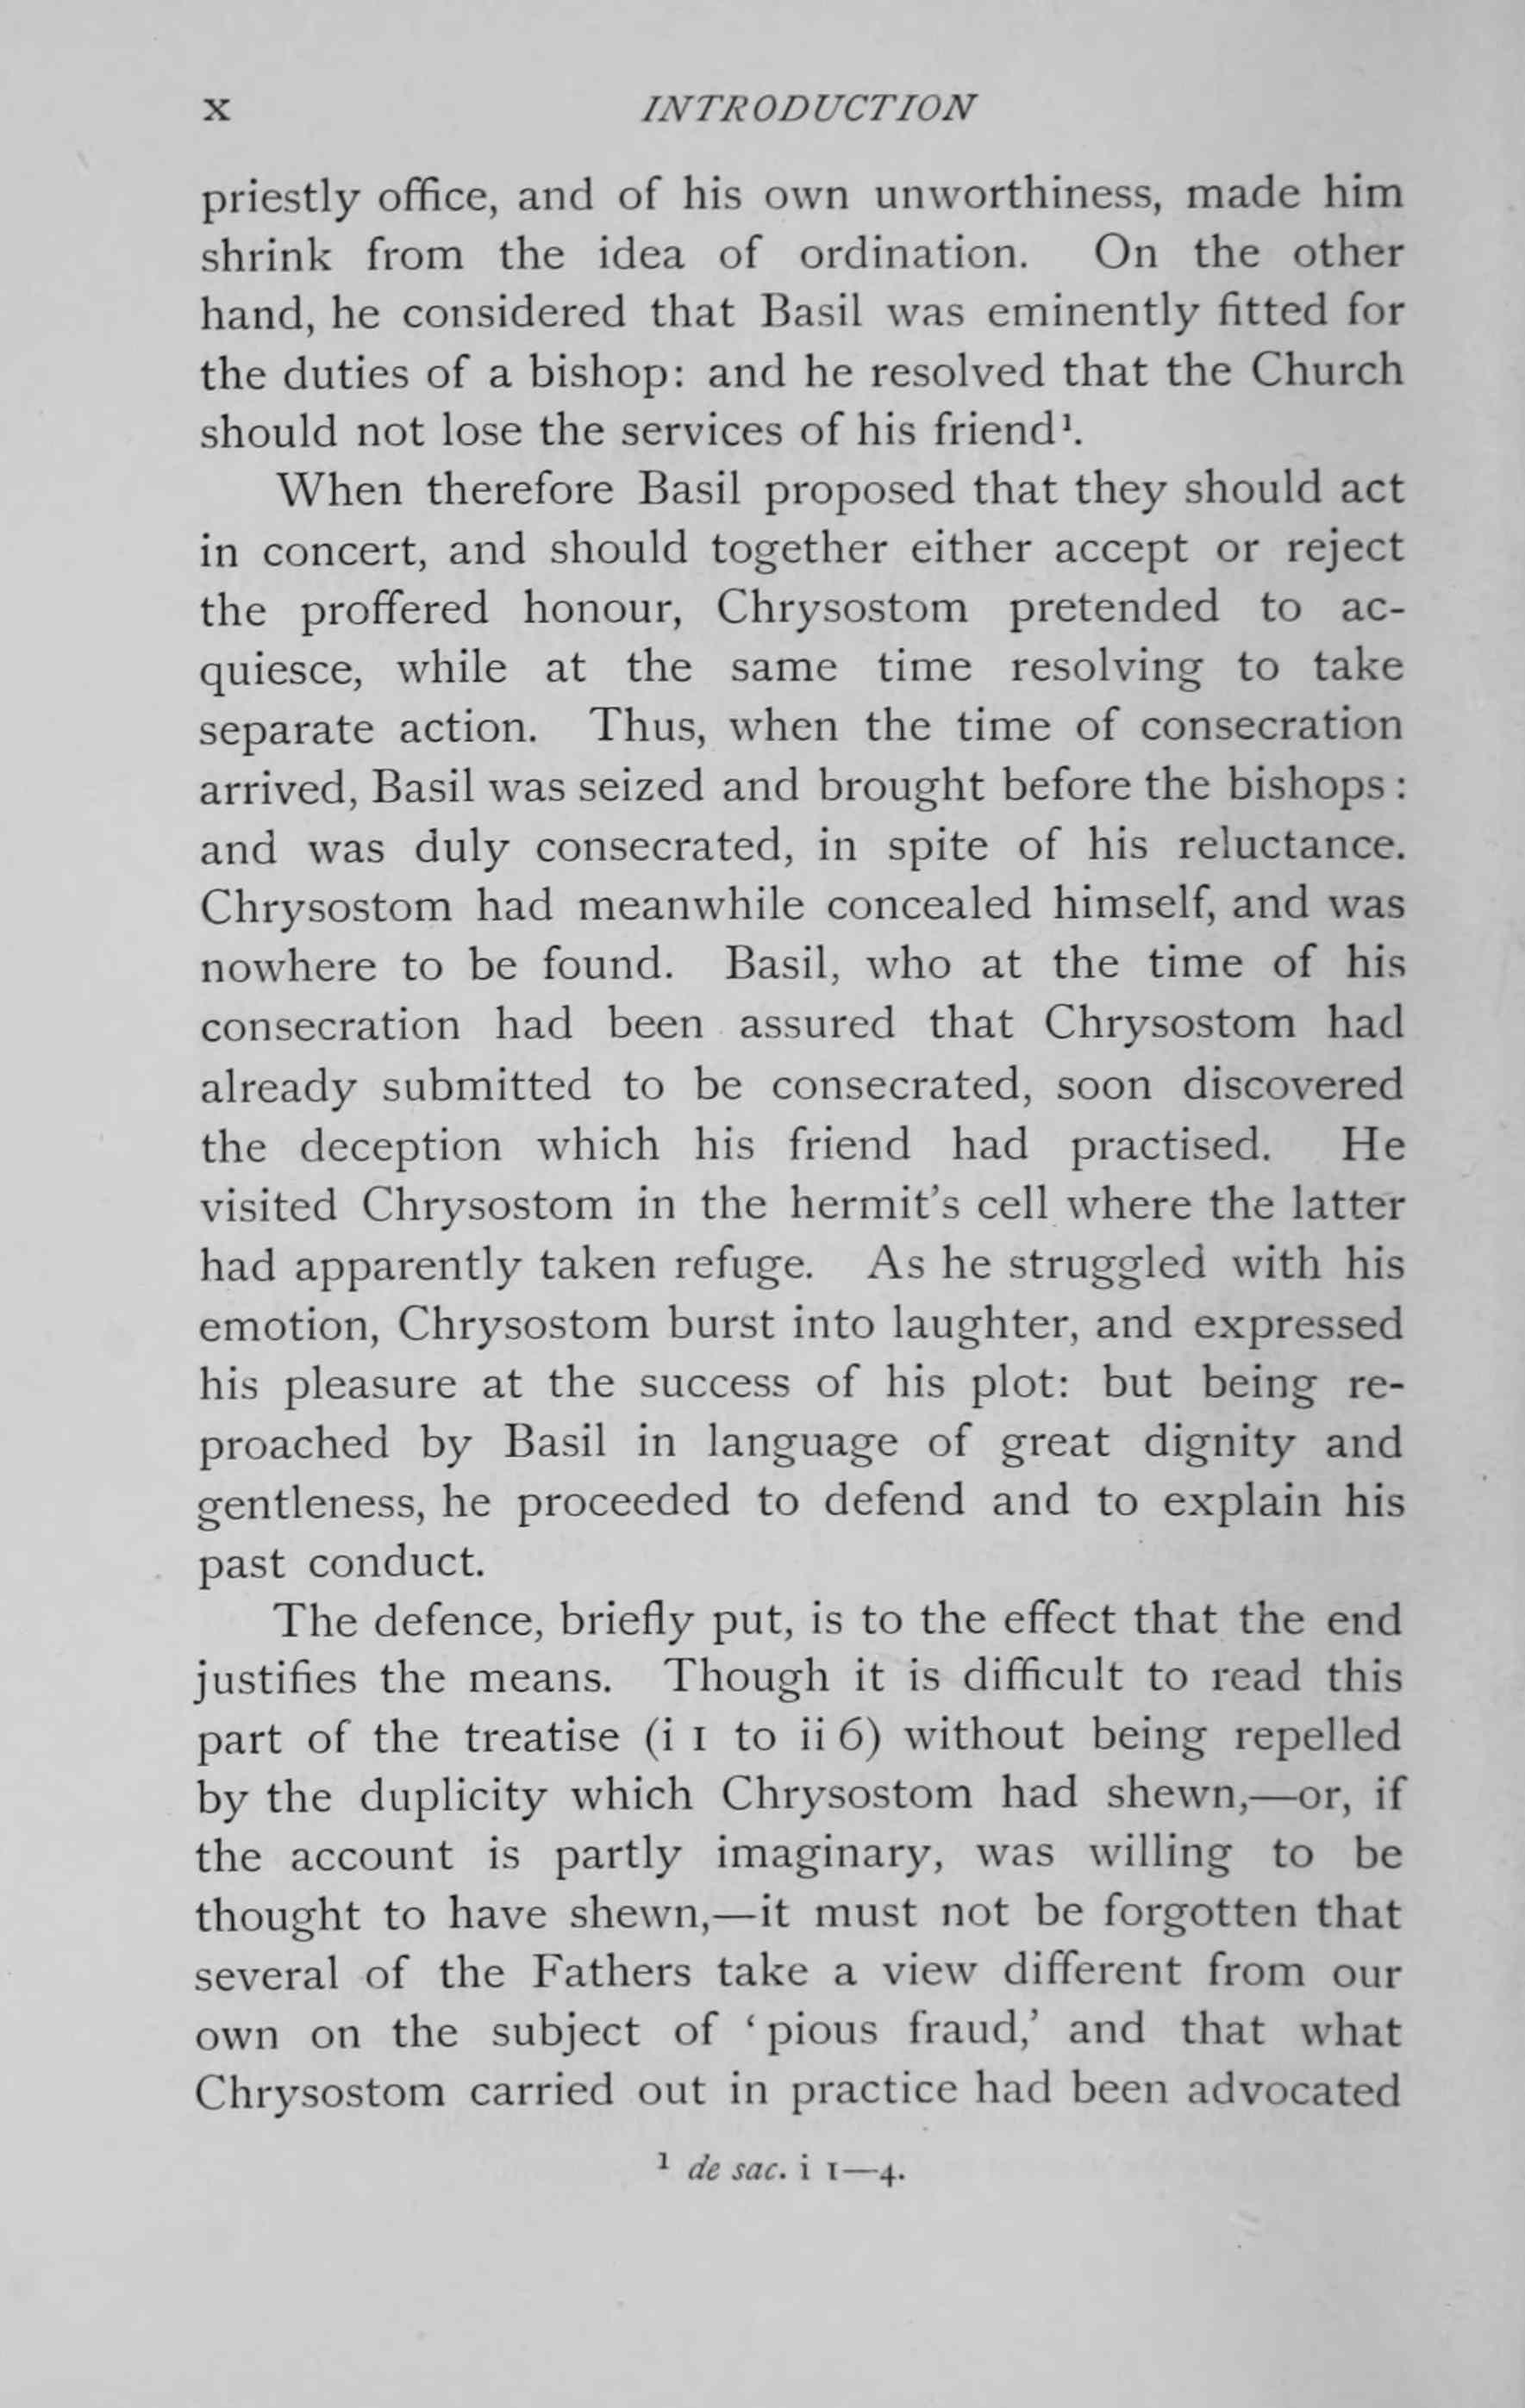 x INTRODUCTION
priestly office, and of his own unworthiness, made him
shrink from the idea of ordination. On the other
hand, he considered that Basil was eminently fitted for
the duties of a bishop: and he resolved that the Church
should not lose the services of his friend¹.
When therefore Basil proposed that they should act
in concert, and should together either accept or reject
the proffered honour, Chrysostom pretended to ac-
quiesce, while at the same time resolving to take
separate action. Thus, when the time of consecration
arrived, Basil was seized and brought before the bishops :
and was duly consecrated, in spite of his reluctance.
Chrysostom had meanwhile concealed himself, and was
nowhere to be found. Basil, who at the time of his
consecration had been assured that Chrysostom had
already submitted to be consecrated, soon discovered
the deception which his friend had practised. He
visited Chrysostom in the hermit's cell where the latter
had apparently taken refuge. As he struggled with his
emotion, Chrysostom burst into laughter, and expressed
his pleasure at the success of his plot: but being re-
proached by Basil in language of great dignity and
gentleness, he proceeded to defend and to explain his
past conduct.
The defence, briefly put, is to the effect that the end
justifies the means. Though it is difficult to read this
part of the treatise (i 1 to ii 6) without being repelled
by the duplicity which Chrysostom had shewn,—or, if
the account is partly imaginary, was willing to be
thought to have shewn,—it must not be forgotten that
several of the Fathers take a view different from our
own on the subject of ‘pious fraud,’ and that what
Chrysostom carried out in practice had been advocated
¹ de sac. i 1—4.